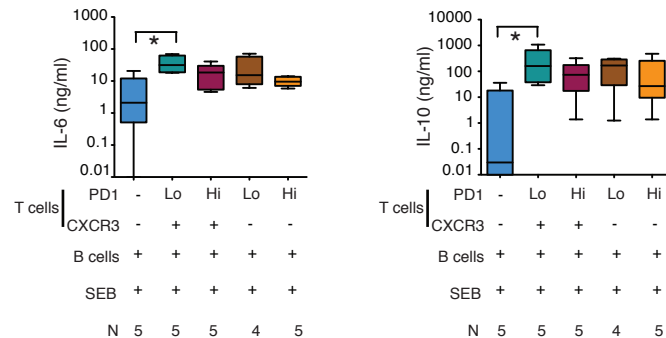 IL-6 (ng/ml)
1000
100
10
1
0.1
0.01
*
T cells
PD1 - Lo Hi Lo Hi
CXCR3 - + + - -
B cells + + + + +
SEB + + + + +
N 5 5 5 4 5
IL-10 (ng/ml)
10000
1000
100
10
1
0.1
0.01
*
T cells
PD1 - Lo Hi Lo Hi
CXCR3 - + + - -
B cells + + + + +
SEB + + + + +
N 5 5 5 4 5